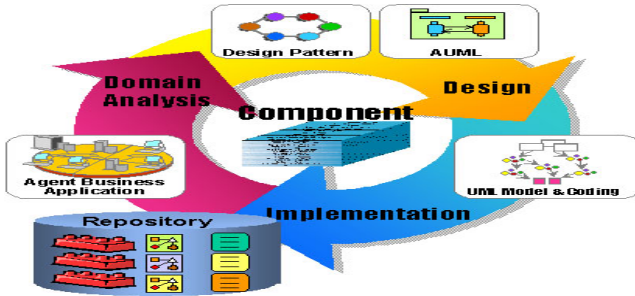 Design Pattern
AUML
Domain
Analysis
Design
Component
Agent Business
Application
UML Model & Coding
Implementation
Repository